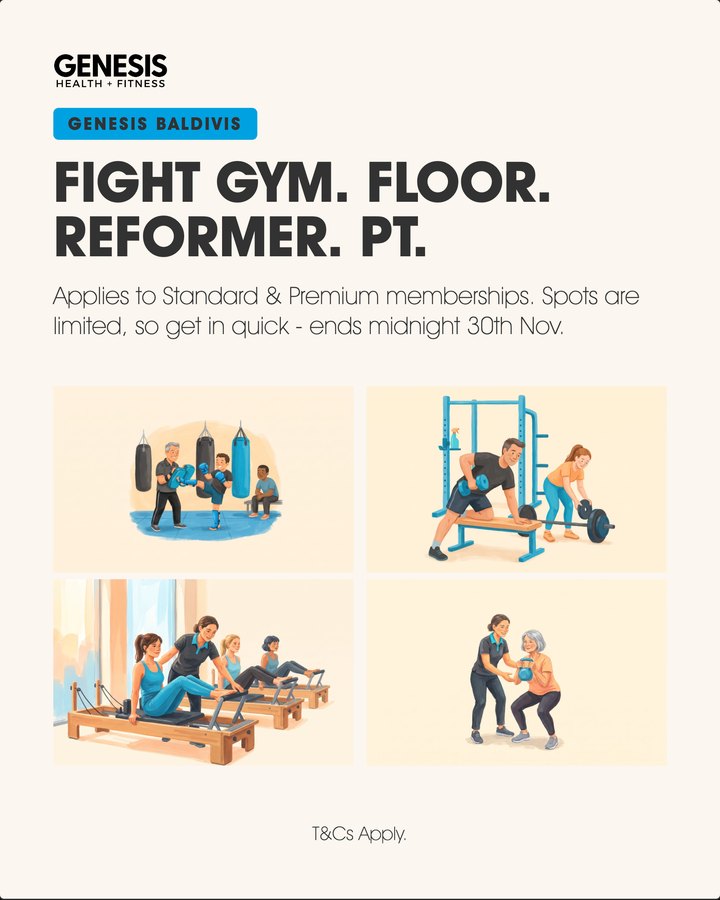 GENESIS
HEALTH + FITNESS
GENESIS BALDIVIS
FIGHT GYM. FLOOR.
REFORMER. PT.
Applies to Standard & Premium memberships. Spots are
limited, so get in quick - ends midnight 30th Nov.
T&Cs Apply.